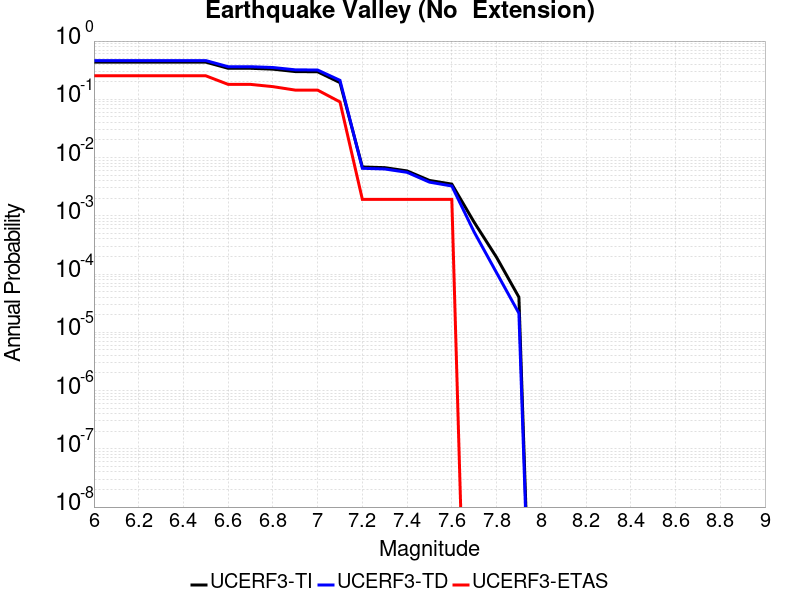 Earthquake Valley (No  Extension)
10^0
10^-1
10^-2
10^-3
10^-4
10^-5
10^-6
10^-7
10^-8
Annual Probability
6 6.2 6.4 6.6 6.8 7 7.2 7.4 7.6 7.8 8 8.2 8.4 8.6 8.8 9
Magnitude
UCERF3-TI UCERF3-TD UCERF3-ETAS